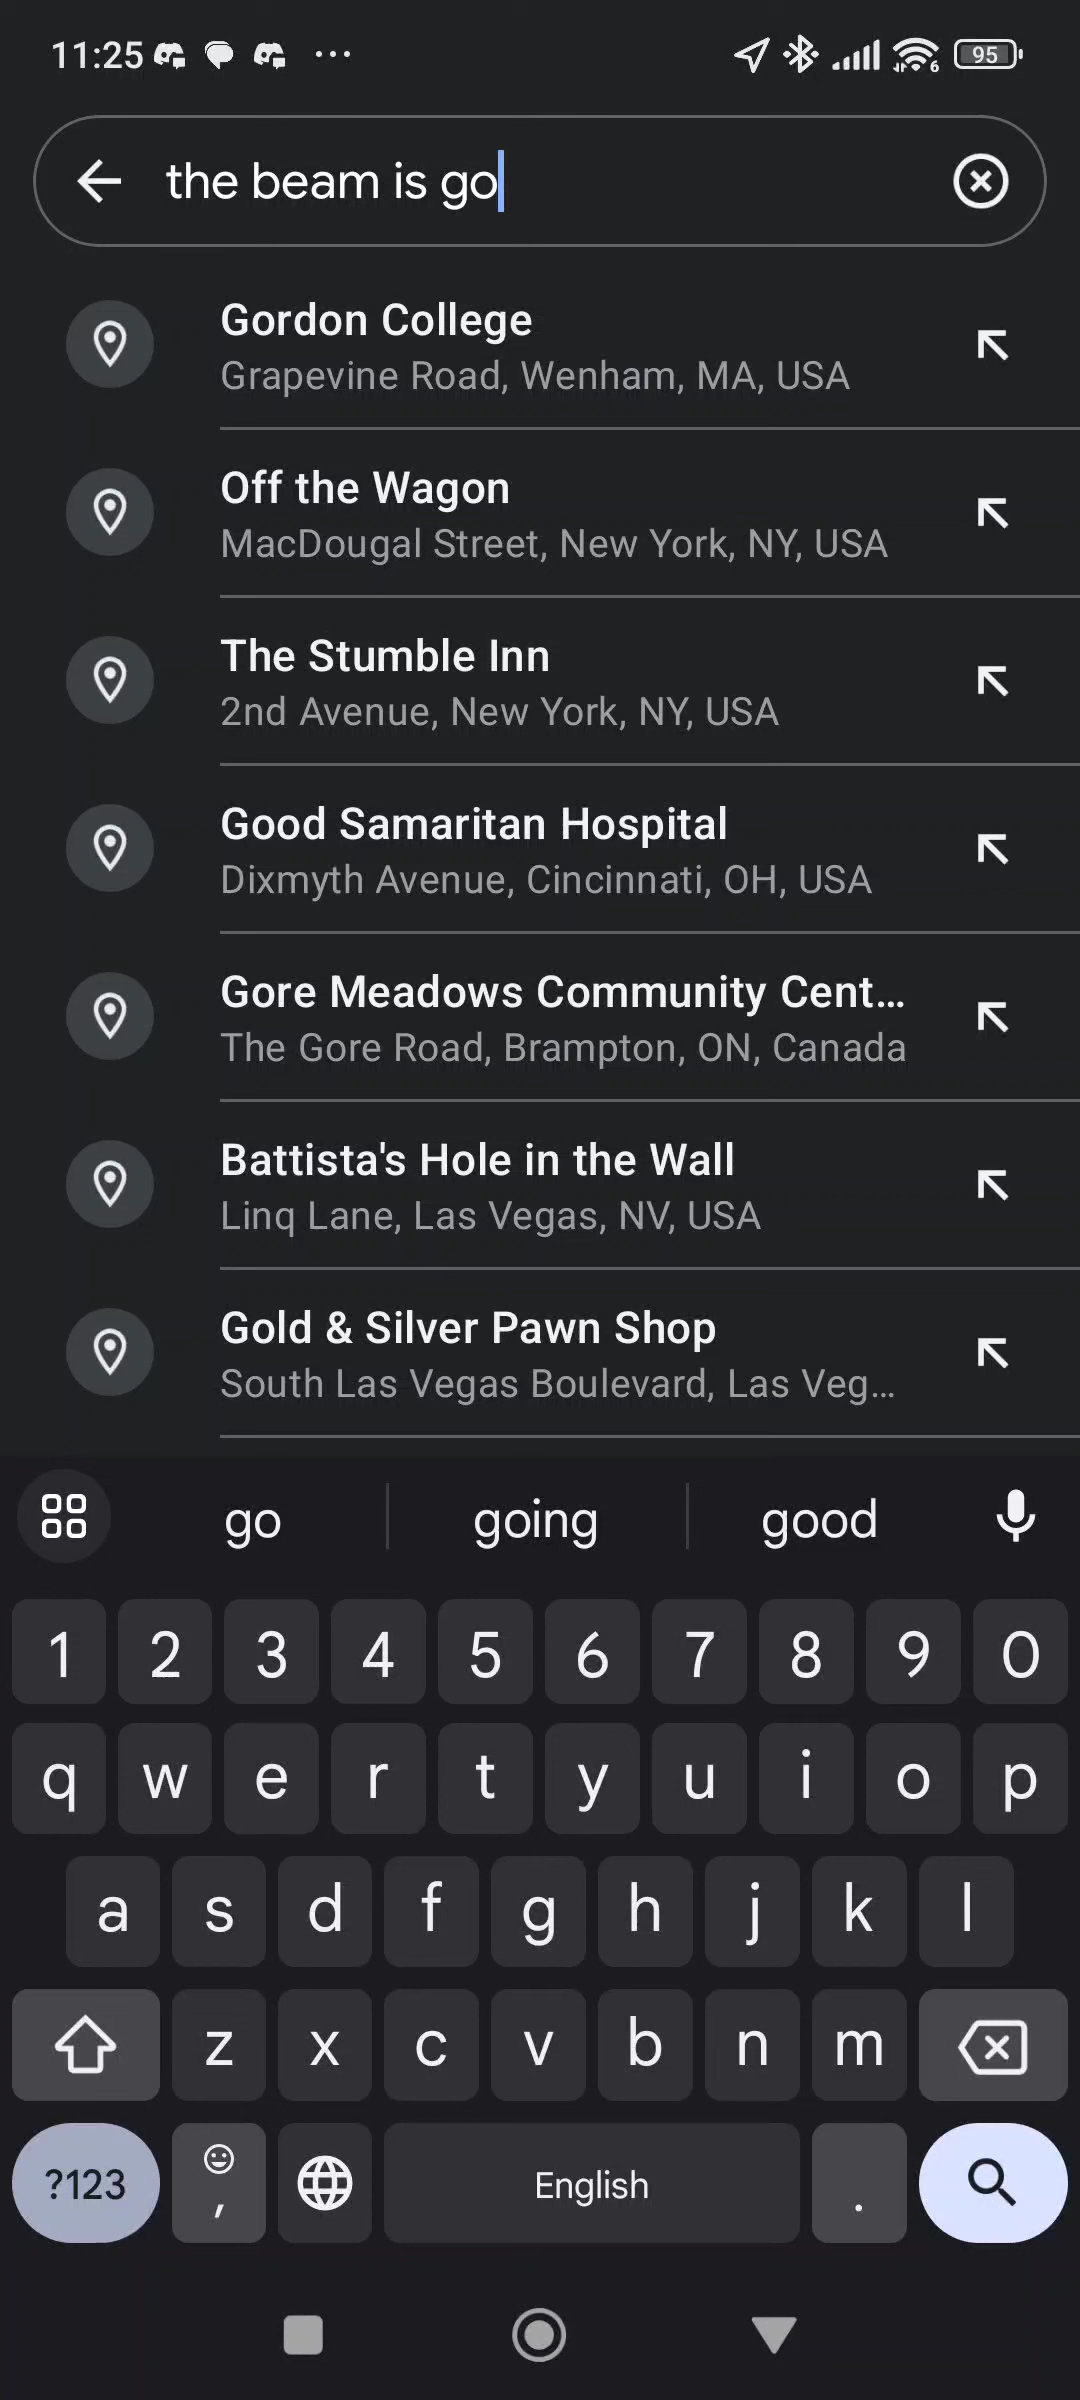 11:25
95
the beam is go
Gordon College
Grapevine Road, Wenham, MA, USA
Off the Wagon
MacDougal Street, New York, NY, USA
The Stumble Inn
2nd Avenue, New York, NY, USA
Good Samaritan Hospital
Dixmyth Avenue, Cincinnati, OH, USA
Gore Meadows Community Cent...
The Gore Road, Brampton, ON, Canada
Battista's Hole in the Wall
Linq Lane, Las Vegas, NV, USA
Gold & Silver Pawn Shop
South Las Vegas Boulevard, Las Veg...
go going good
1 2 3 4 5 6 7 8 9 0
q w e r t y u i o p
a s d f g h j k l
z x c v b n m
?123 , English .